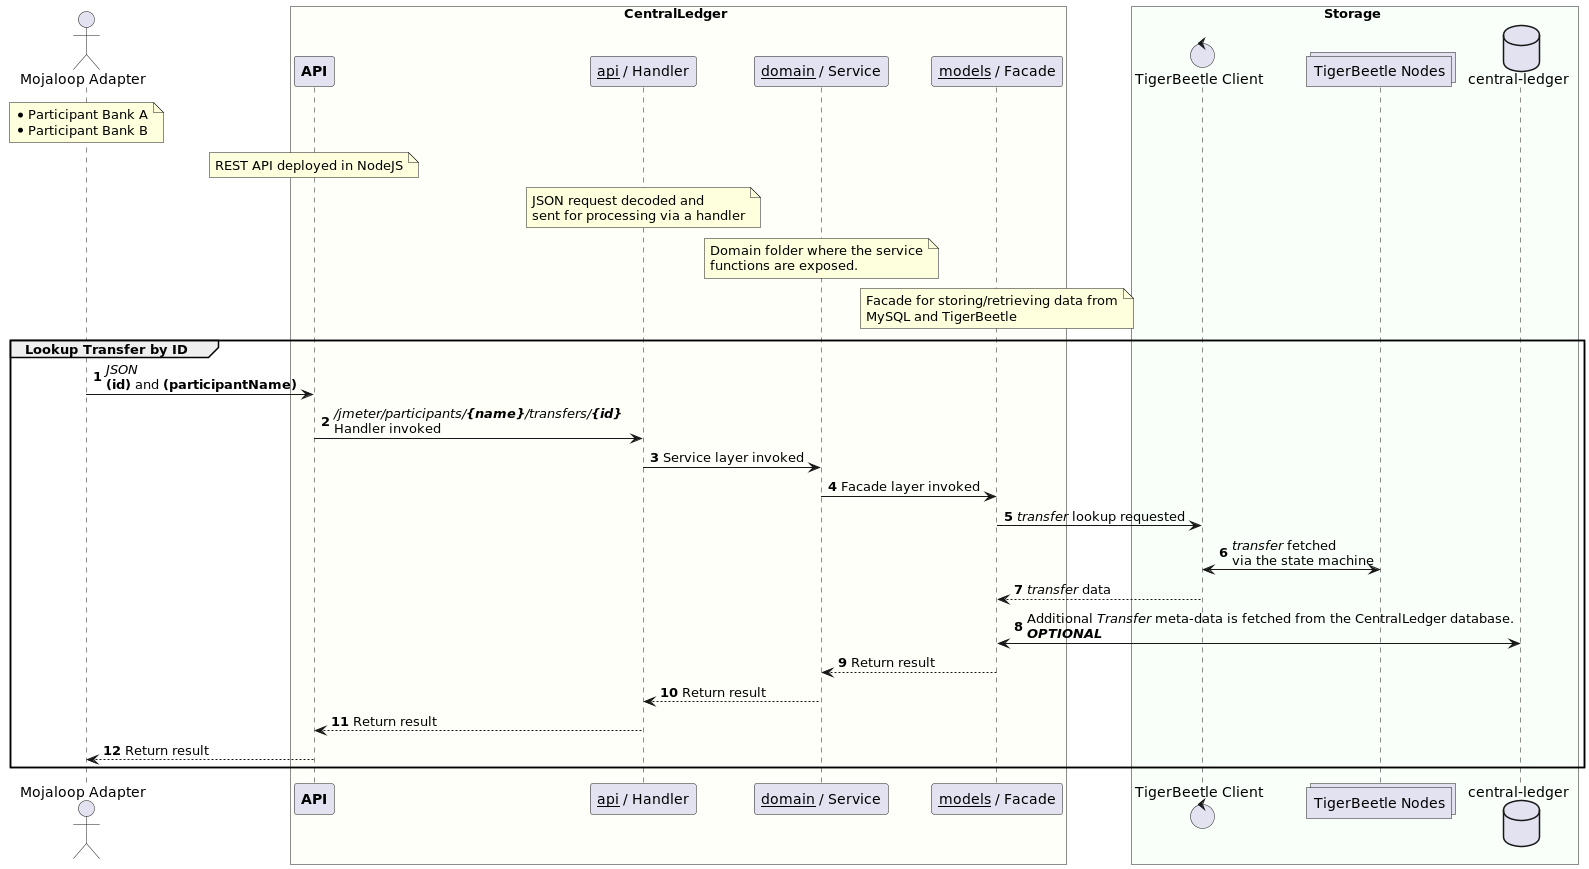 CentralLedger
Storage
Mojaloop Adapter
API
api / Handler
domain / Service
models / Facade
TigerBeetle Client
TigerBeetle Nodes
central-ledger
• Participant Bank A
• Participant Bank B
REST API deployed in NodeJS
JSON request decoded and
sent for processing via a handler
Domain folder where the service
functions are exposed.
Facade for storing/retrieving data from
MySQL and TigerBeetle
Lookup Transfer by ID
1 JSON
(id) and (participantName)
2 /jmeter/participants/{name}/transfers/{id}
Handler invoked
3 Service layer invoked
4 Facade layer invoked
5 transfer lookup requested
6 transfer fetched
via the state machine
7 transfer data
8 Additional Transfer meta-data is fetched from the CentralLedger database.
OPTIONAL
9 Return result
10 Return result
11 Return result
12 Return result
Mojaloop Adapter
API
api / Handler
domain / Service
models / Facade
TigerBeetle Client
TigerBeetle Nodes
central-ledger